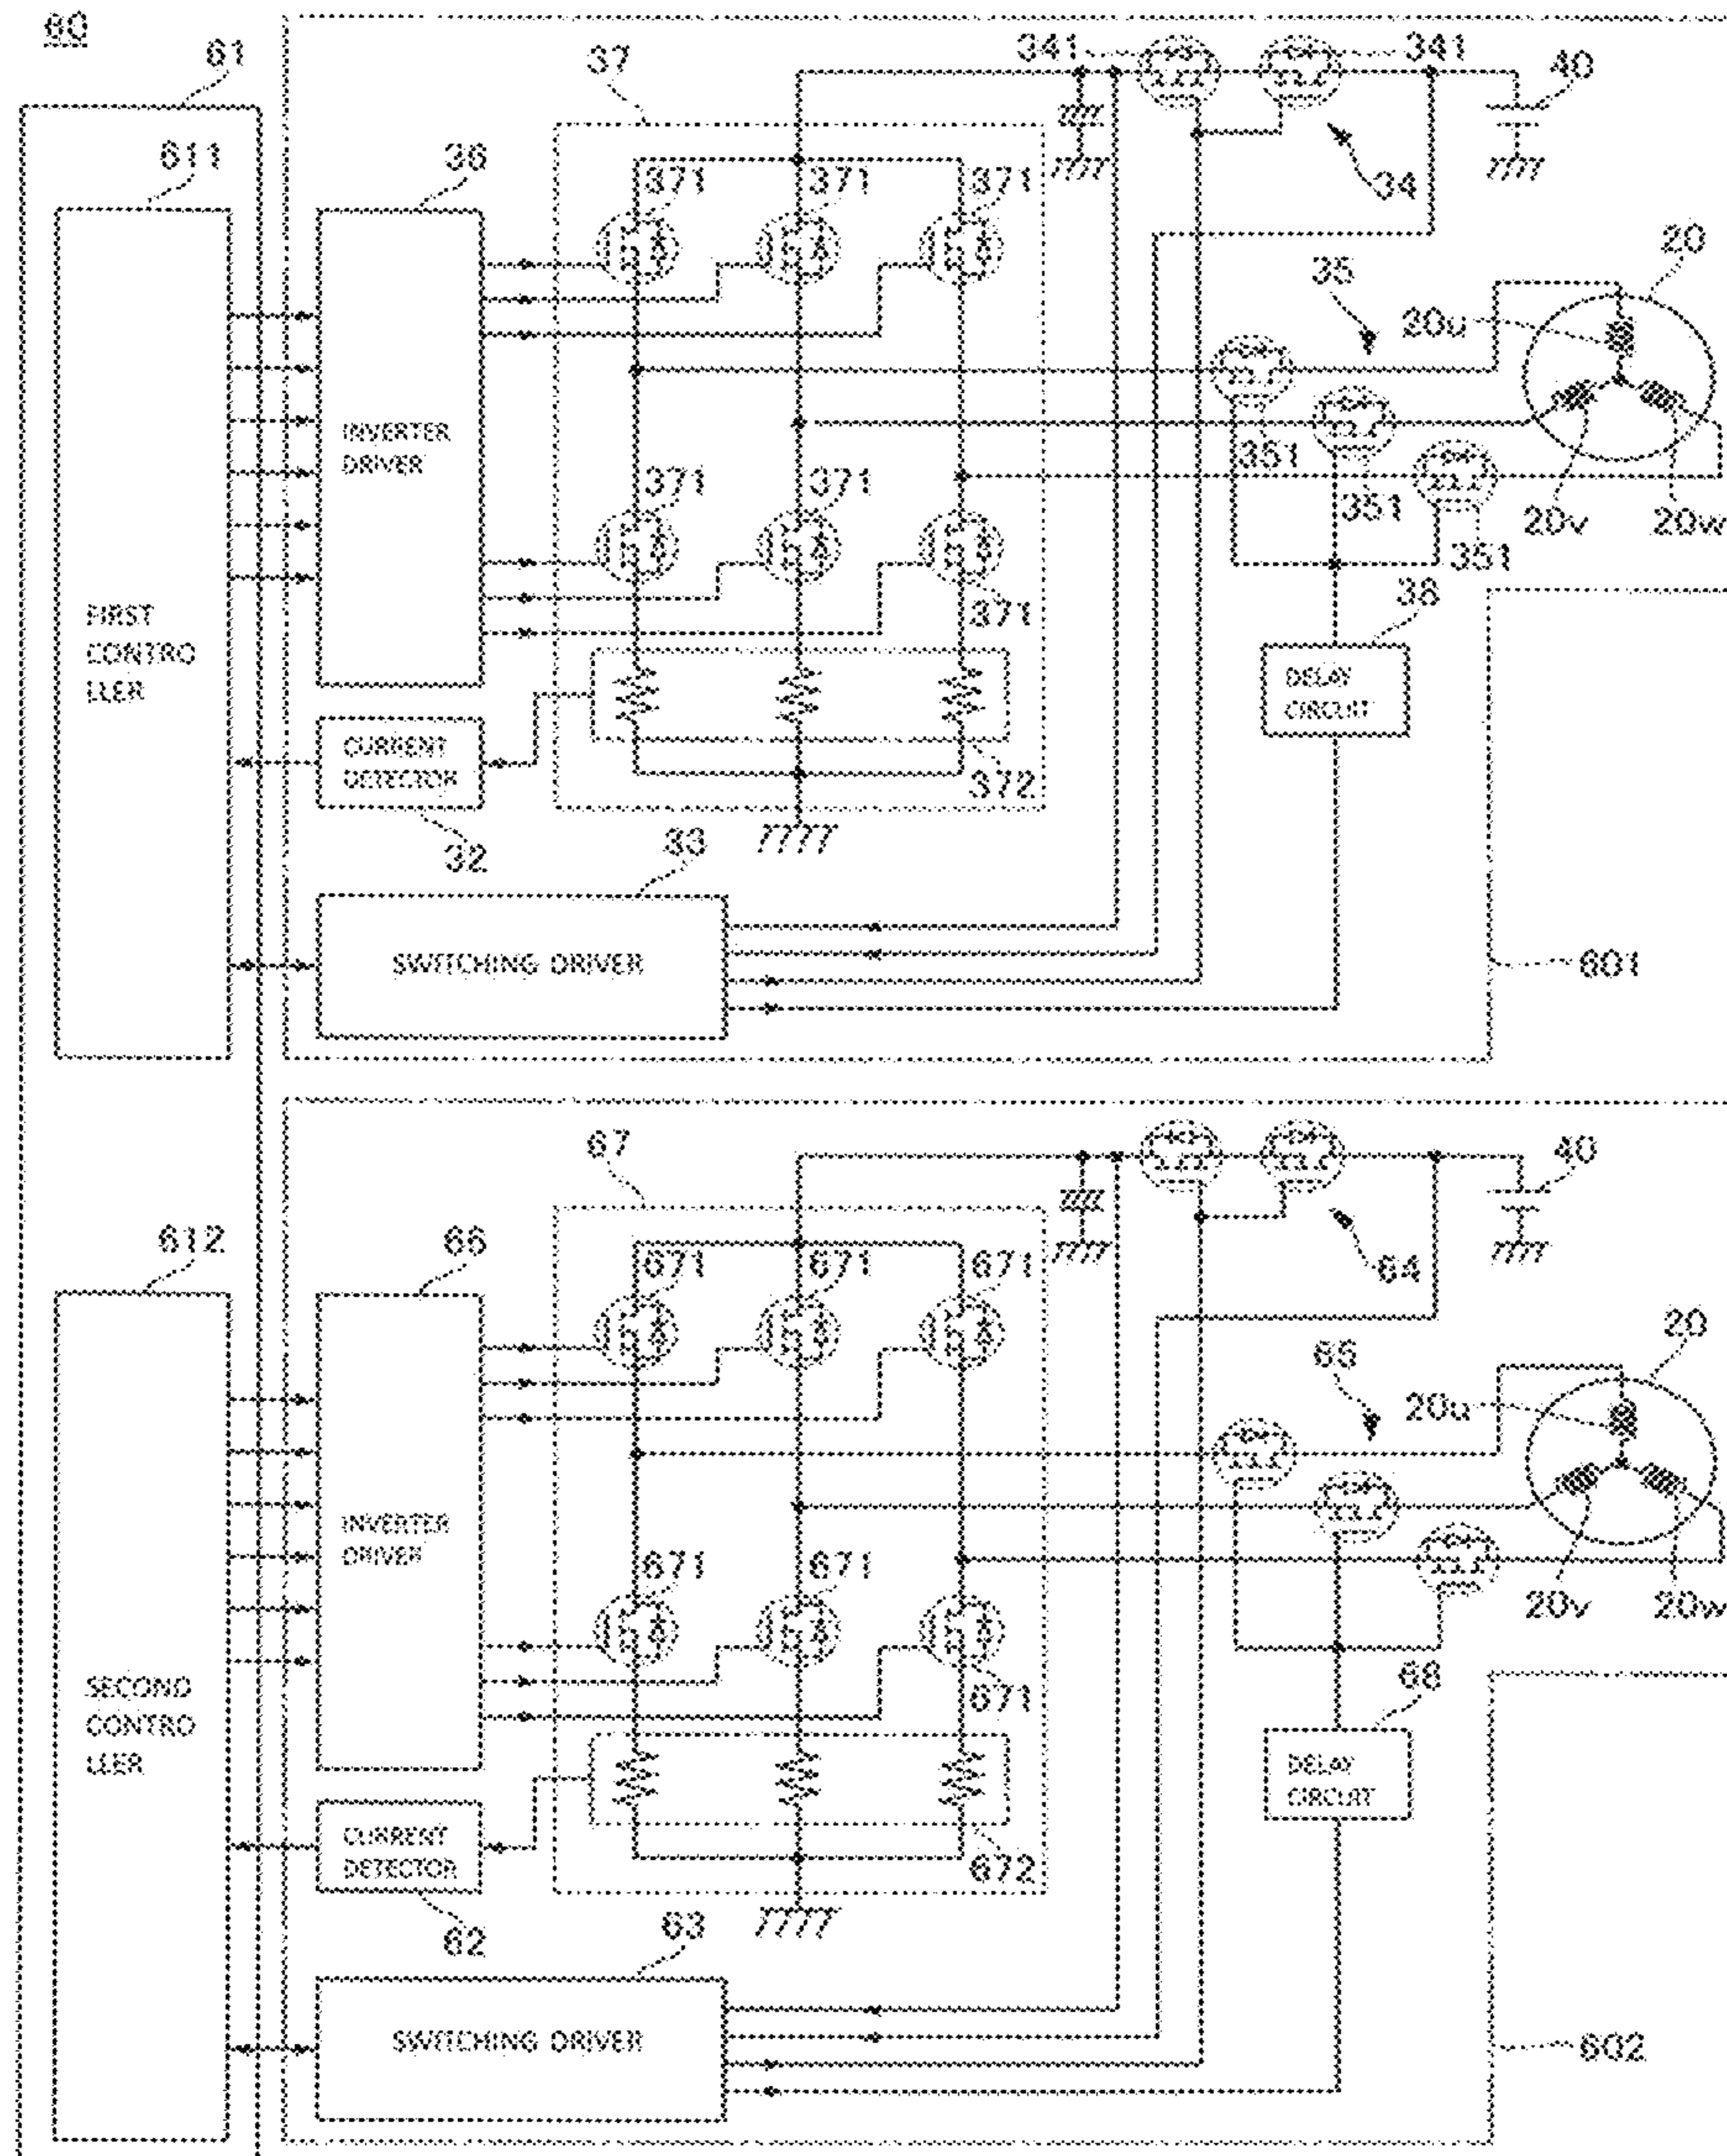 60
61
37
341
341
40
611
36
371
371
371
34
20
35
20u
INVERTER
DRIVER
351
371
371
351
20v
20w
351
FIRST
CONTRO
LLER
371
38
DELAY
CIRCUIT
CURRENT
DETECTOR
372
32
33
SWITCHING DRIVER
601
67
40
612
66
671
671
671
64
20
65
20u
INVERTER
DRIVER
671
671
20v
20w
SECOND
CONTRO
LLER
671
68
DELAY
CIRCUIT
CURRENT
DETECTOR
672
62
63
SWITCHING DRIVER
602